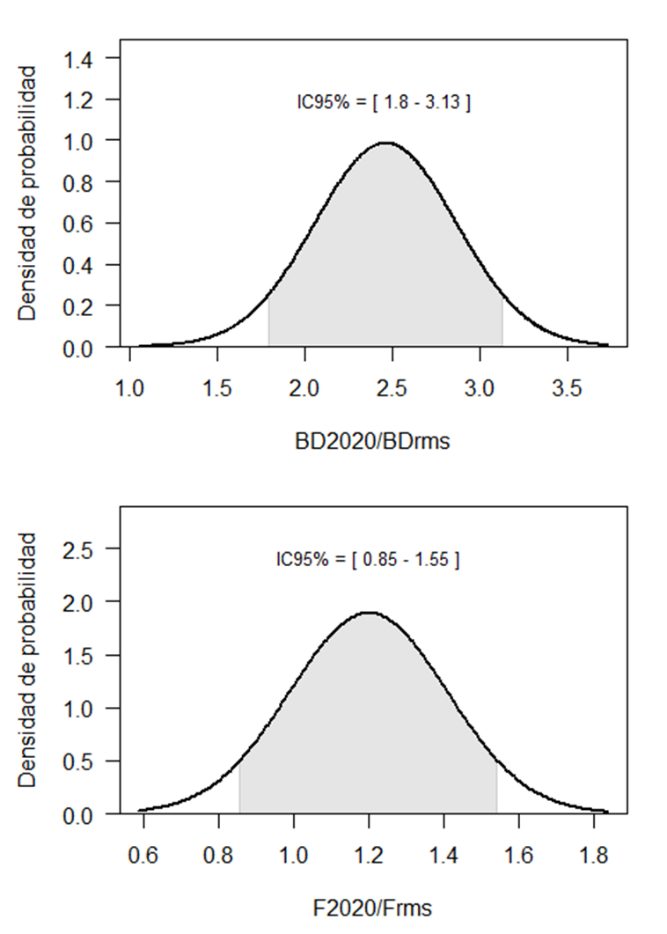 Densidad de probabilidad
1.4
1.2
1.0
0.8
0.6
0.4
0.2
0.0
IC95% = [ 1.8 - 3.13 ]
1.0 1.5 2.0 2.5 3.0 3.5
BD2020/BDrms
Densidad de probabilidad
2.5
2.0
1.5
1.0
0.5
0.0
IC95% = [ 0.85 - 1.55 ]
0.6 0.8 1.0 1.2 1.4 1.6 1.8
F2020/Frms